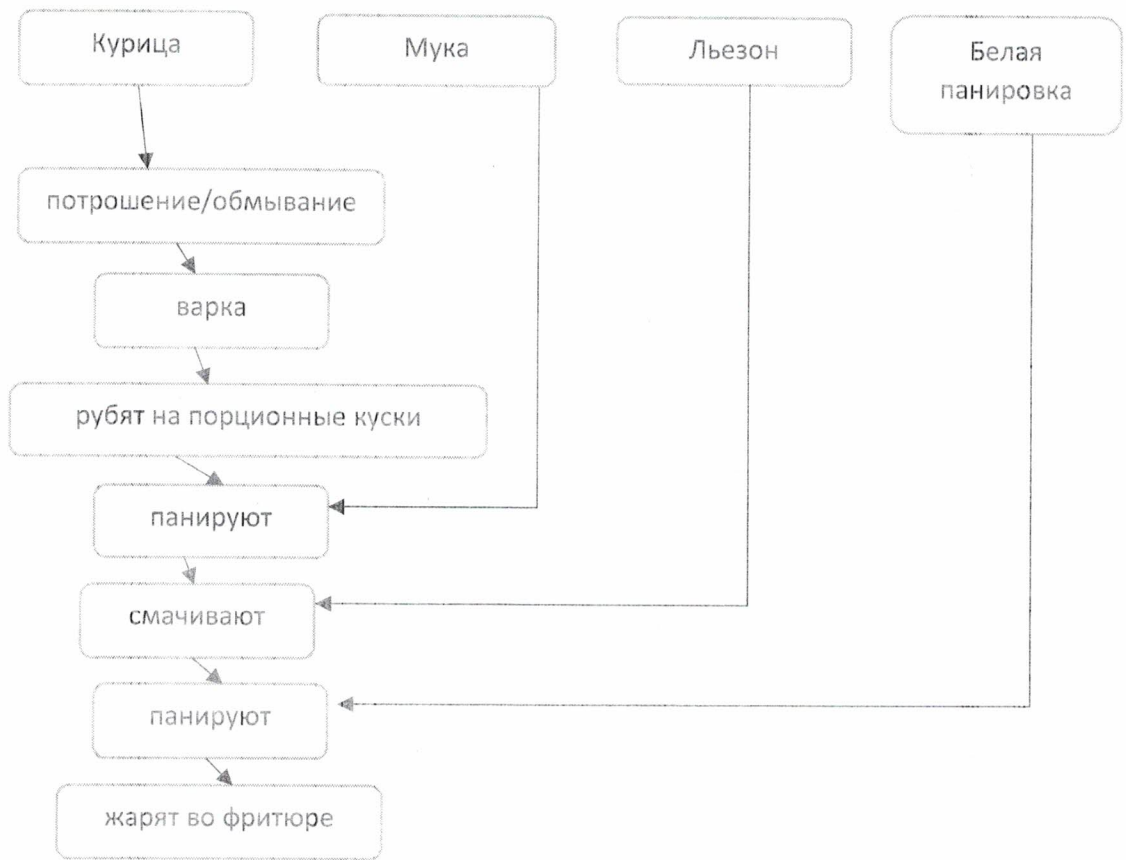 Курица
Мука
Льезон
Белая
панировка
потрошение/обмывание
варка
рубят на порционные куски
панируют
смачивают
панируют
жарят во фритюре